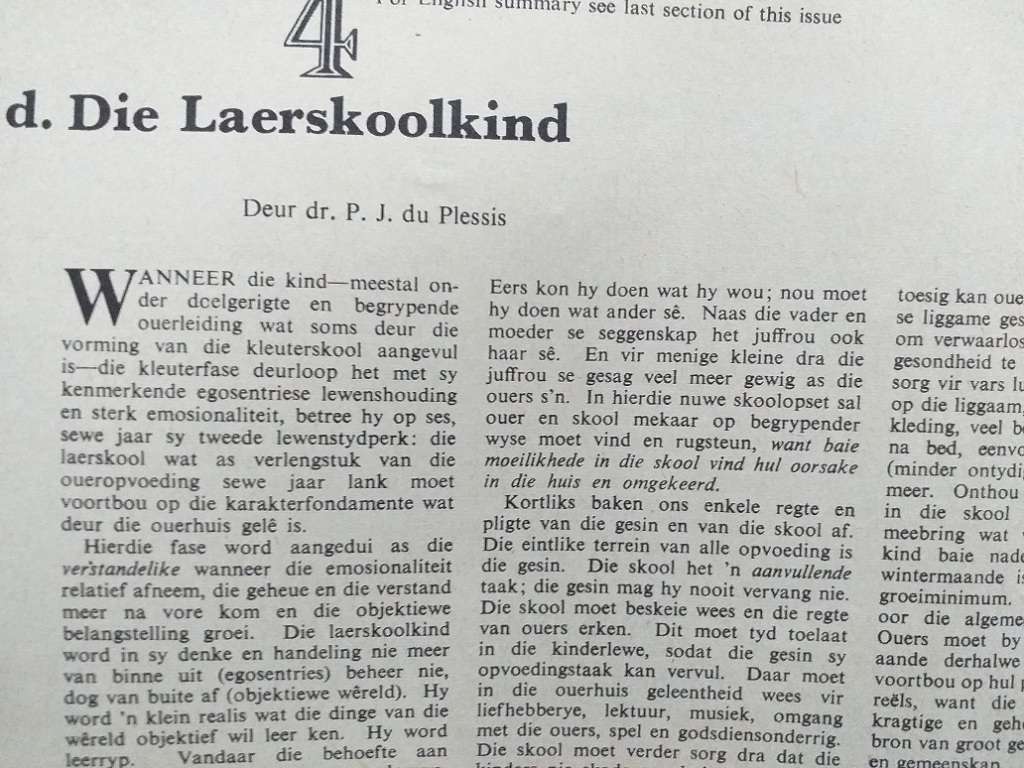 For English summary see last section of this issue
4
d. Die Laerskoolkind
Deur dr. P. J. du Plessis
WANNEER die kind—meestal on-
der doelgerigte en begrypende
ouerleiding wat soms deur die
vorming van die kleuterskool aangevul
is—die kleuterfase deurloop het met sy
kenmerkende egosentriese lewenshouding
en sterk emosionaliteit, betree hy op ses,
sewe jaar sy tweede lewenstydperk: die
laerskool wat as verlengstuk van die
oueropvoeding sewe jaar lank moet
voortbou op die karakterfondamente wat
deur die ouerhuis gelê is.
Hierdie fase word aangedui as die
verstandelike wanneer die emosionaliteit
relatief afneem, die geheue en die verstand
meer na vore kom en die objektiewe
belangstelling groei. Die laerskoolkind
word in sy denke en handeling nie meer
van binne uit (egosentries) beheer nie,
dog van buite af (objektiewe wêreld). Hy
word 'n klein realis wat die dinge van die
wêreld objektief wil leer ken. Hy word
leerryp. Vandaar die behoefte aan
Eers kon hy doen wat hy wou; nou moet
hy doen wat ander sê. Naas die vader en
moeder se seggenskap het juffrou ook
haar sê. En vir menige kleine dra die
juffrou se gesag veel meer gewig as die
ouers s'n. In hierdie nuwe skoolopset sal
ouer en skool mekaar op begrypender
wyse moet vind en rugsteun, want baie
moeilikhede in die skool vind hul oorsake
in die huis en omgekeerd.
Kortliks baken ons enkele regte en
pligte van die gesin en van die skool af.
Die eintlike terrein van alle opvoeding is
die gesin. Die skool het 'n aanvullende
taak; die gesin mag hy nooit vervang nie.
Die skool moet beskeie wees en die regte
van ouers erken. Dit moet tyd toelaat
in die kinderlewe, sodat die gesin sy
opvoedingstaak kan vervul. Daar moet
in die ouerhuis geleentheid wees vir
liefhebberye, lektuur, musiek, omgang
met die ouers, spel en godsdiensonderrig.
Die skool moet verder sorg dra dat die
toesig kan oue
se liggame ges
om verwaarlos
gesondheid te
sorg vir vars lu
op die liggaam,
kleding, veel be
na bed, eenvo
(minder ontydig
meer. Onthou
in die skool
meebring wat
kind baie nade
wintermaande is
groeiminimum.
oor die algeme
Ouers moet by
aande derhalwe
voortbou op hul
reëls, want die
kragtige en geh
bron van groot ge
en gemeenskap